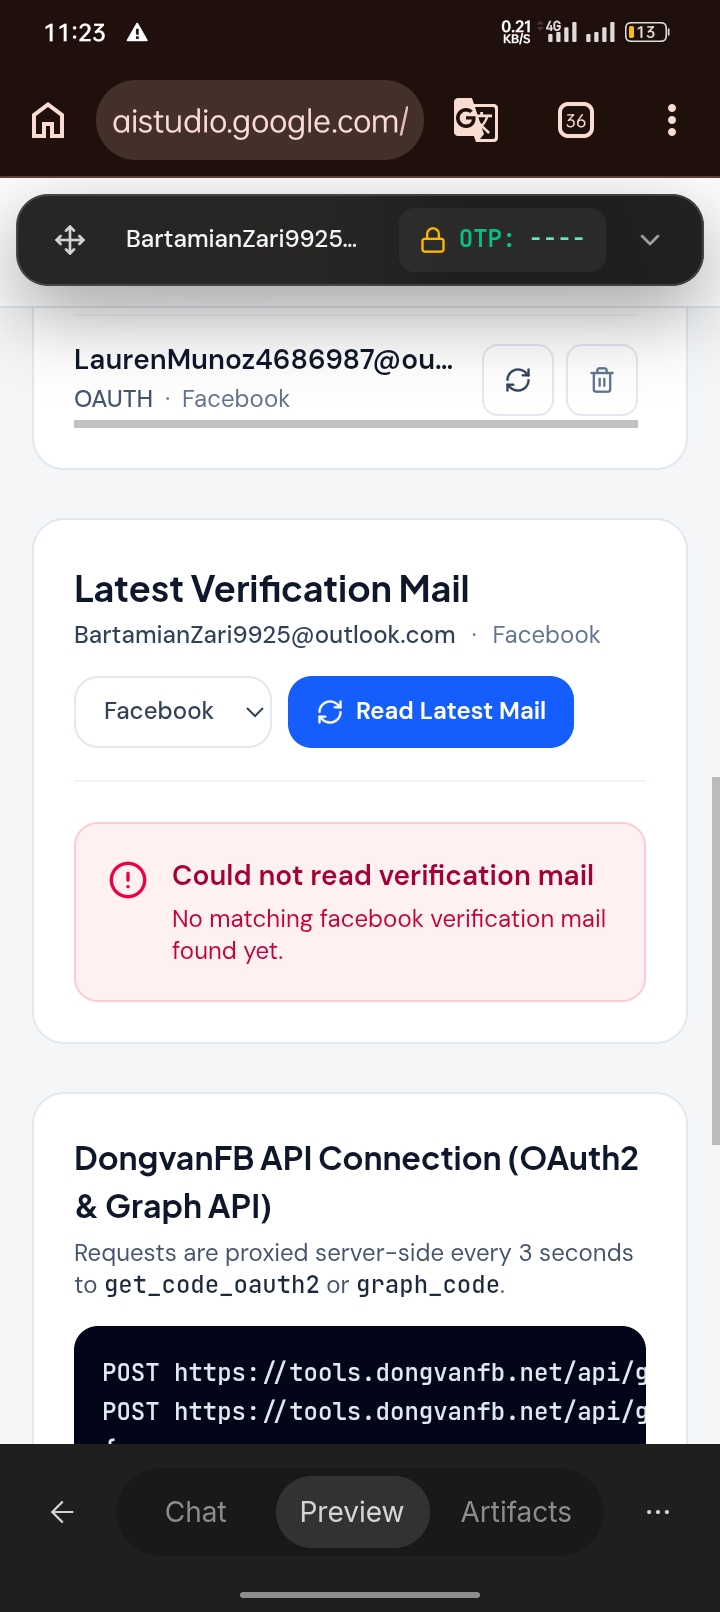 11:23
0.21
KB/S
4G
13
aistudio.google.com/
36
BartamianZari9925...
OTP: ----
LaurenMunoz4686987@ou...
OAUTH · Facebook
Latest Verification Mail
BartamianZari9925@outlook.com · Facebook
Facebook
Read Latest Mail
Could not read verification mail
No matching facebook verification mail
found yet.
DongvanFB API Connection (OAuth2
& Graph API)
Requests are proxied server-side every 3 seconds
to get_code_oauth2 or graph_code.
POST https://tools.dongvanfb.net/api/g
POST https://tools.dongvanfb.net/api/g
Chat
Preview
Artifacts